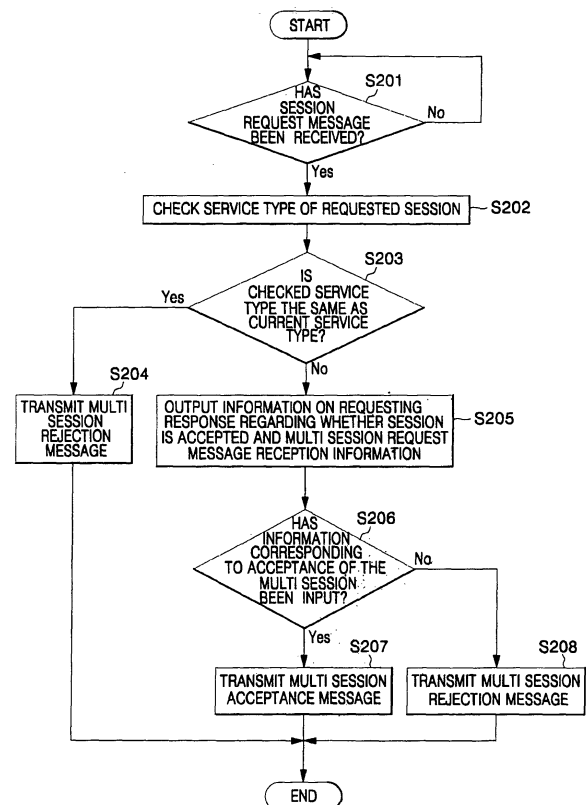 START
S201
HAS
SESSION
REQUEST MESSAGE
BEEN RECEIVED?
No
Yes
CHECK SERVICE TYPE OF REQUESTED SESSION
S202
S203
IS
CHECKED SERVICE
TYPE THE SAME AS
CURRENT SERVICE
TYPE?
Yes
No
S204
TRANSMIT MULTI
SESSION
REJECTION
MESSAGE
OUTPUT INFORMATION ON REQUESTING
RESPONSE REGARDING WHETHER SESSION
IS ACCEPTED AND MULTI SESSION REQUEST
MESSAGE RECEPTION INFORMATION
S205
S206
HAS
INFORMATION
CORRESPONDING
TO ACCEPTANCE OF THE
MULTI SESSION
BEEN INPUT?
No
Yes
S207
TRANSMIT MULTI SESSION
ACCEPTANCE MESSAGE
S208
TRANSMIT MULTI SESSION
REJECTION MESSAGE
END